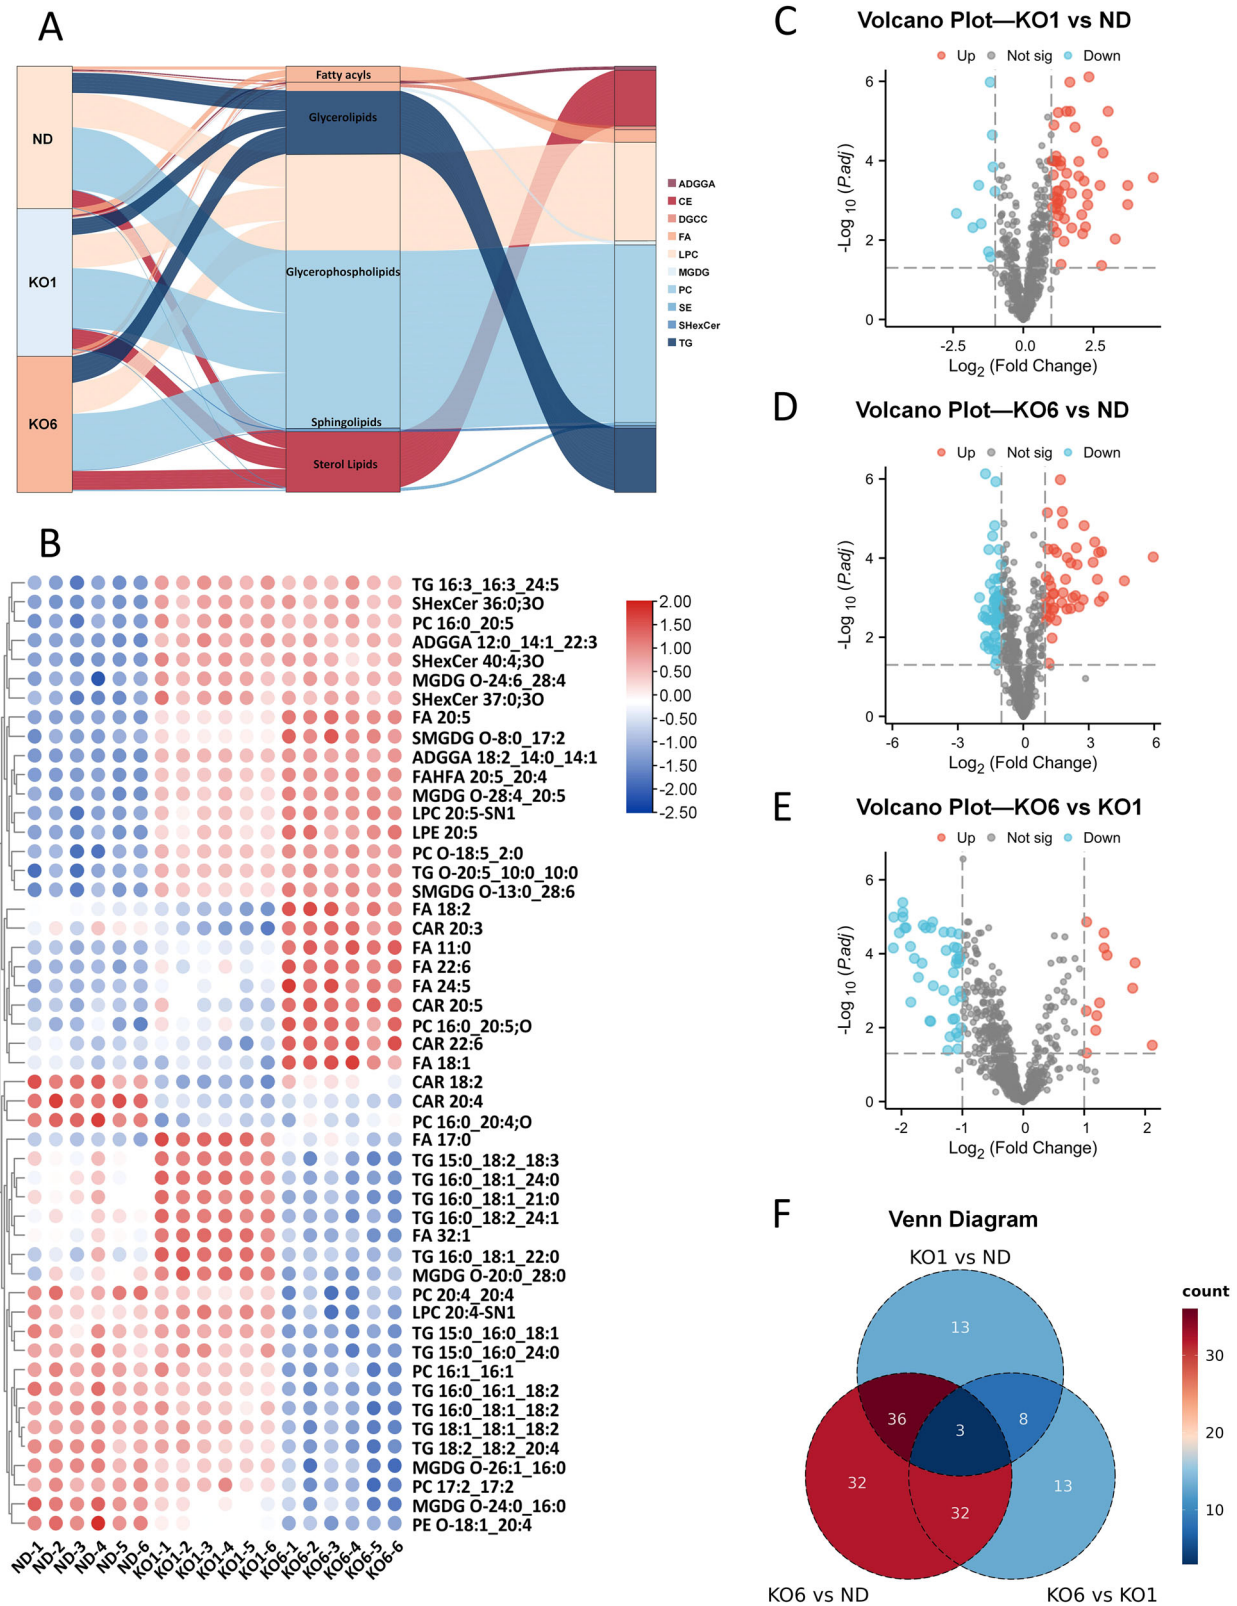 A
ND
KO1
KO6
Fatty acyls
Glycerolipids
Glycerophospholipids
Sphingolipids
Sterol Lipids
ADGGA
CE
DGCC
FA
LPC
MGDG
PC
SE
SHexCer
TG
B
TG 16:3_16:3_24:5
SHexCer 36:0;3O
PC 16:0_20:5
ADGGA 12:0_14:1_22:3
SHexCer 40:4;3O
MGDG O-24:6_28:4
SHexCer 37:0;3O
FA 20:5
SMGDG O-8:0_17:2
ADGGA 18:2_14:0_14:1
FAHFA 20:5_20:4
MGDG O-28:4_20:5
LPC 20:5-SN1
LPE 20:5
PC O-18:5_2:0
TG O-20:5_10:0_10:0
SMGDG O-13:0_28:6
FA 18:2
CAR 20:3
FA 11:0
FA 22:6
FA 24:5
CAR 20:5
PC 16:0_20:5;O
CAR 22:6
FA 18:1
CAR 18:2
CAR 20:4
PC 16:0_20:4;O
FA 17:0
TG 15:0_18:2_18:3
TG 16:0_18:1_24:0
TG 16:0_18:1_21:0
TG 16:0_18:2_24:1
FA 32:1
TG 16:0_18:1_22:0
MGDG O-20:0_28:0
PC 20:4_20:4
LPC 20:4-SN1
TG 15:0_16:0_18:1
TG 15:0_16:0_24:0
PC 16:1_16:1
TG 16:0_16:1_18:2
TG 16:0_18:1_18:2
TG 18:1_18:1_18:2
TG 18:2_18:2_20:4
MGDG O-26:1_16:0
PC 17:2_17:2
MGDG O-24:0_16:0
PE O-18:1_20:4
ND-1 ND-2 ND-3 ND-4 ND-5 ND-6 KO1-1 KO1-2 KO1-3 KO1-4 KO1-5 KO1-6 KO6-1 KO6-2 KO6-3 KO6-4 KO6-5 KO6-6
2.00
1.50
1.00
0.50
0.00
-0.50
-1.00
-1.50
-2.00
-2.50
C
Volcano Plot—KO1 vs ND
Up Not sig Down
-Log 10 (P.adj)
6
4
2
0
-2.5 0.0 2.5
Log2 (Fold Change)
D
Volcano Plot—KO6 vs ND
Up Not sig Down
-Log 10 (P.adj)
6
4
2
0
-6 -3 0 3 6
Log2 (Fold Change)
E
Volcano Plot—KO6 vs KO1
Up Not sig Down
-Log 10 (P.adj)
6
4
2
0
-2 -1 0 1 2
Log2 (Fold Change)
F
Venn Diagram
KO1 vs ND
13
36
3
8
32
32
13
KO6 vs ND
KO6 vs KO1
count
30
20
10